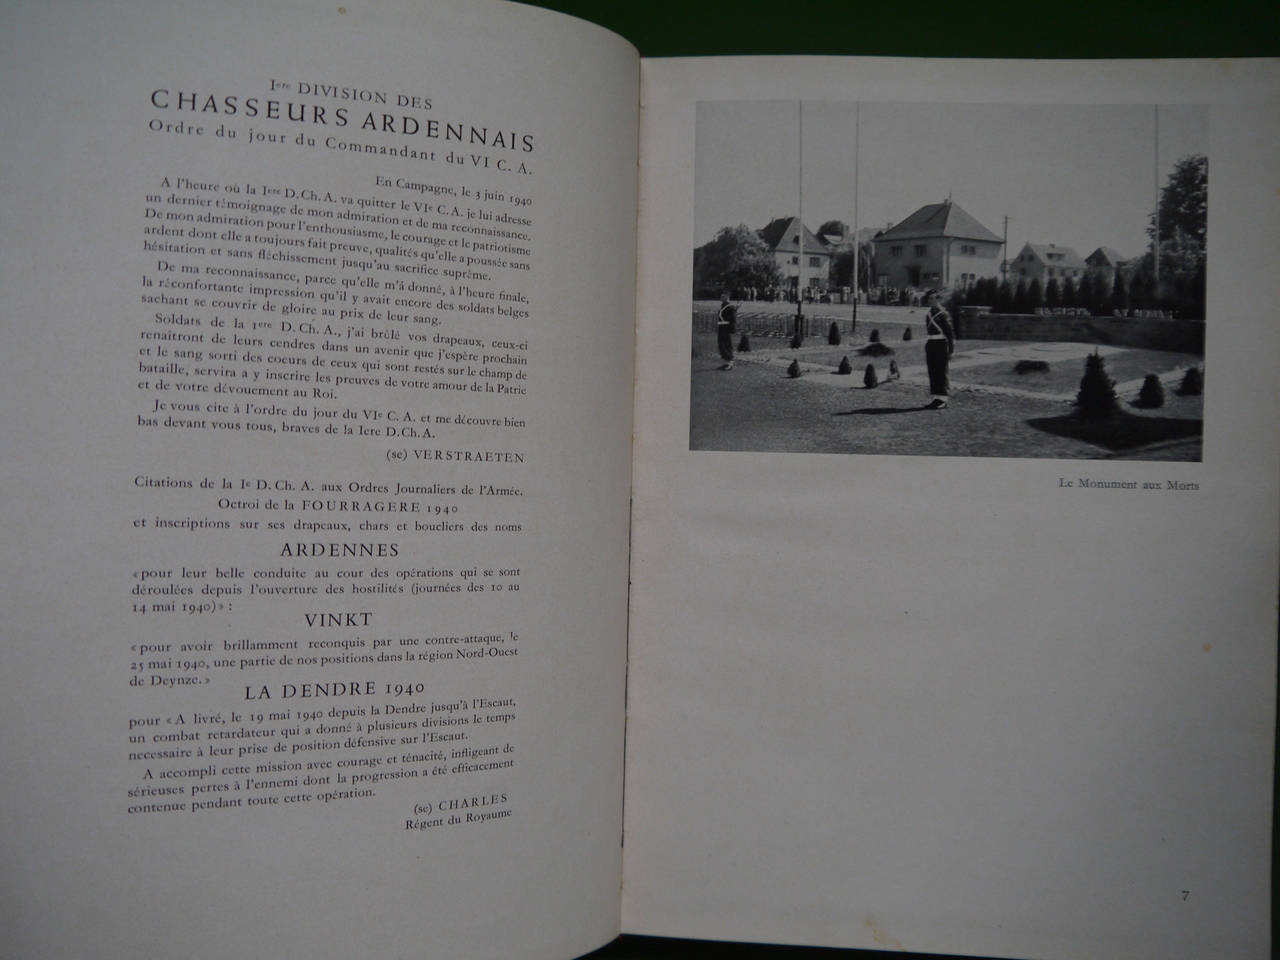 Iere DIVISION DES
CHASSEURS ARDENNAIS
Ordre du jour du Commandant du VI C. A.
En Campagne, le 3 juin 1940
A l'heure où la Iere D. Ch. A. va quitter le VIe C. A. je lui adresse
un dernier témoignage de mon admiration et de ma reconnaissance.
De mon admiration pour l'enthousiasme, le courage et le patriotisme
ardent dont elle a toujours fait preuve, qualités qu'elle a poussée sans
hésitation et sans fléchissement jusqu'au sacrifice suprême.
De ma reconnaissance, parce qu'elle m'á donné, à l'heure finale,
la réconfortante impression qu'il y avait encore des soldats belges
sachant se couvrir de gloire au prix de leur sang.
Soldats de la 1ere D. Ch. A., j'ai brûlé vos drapeaux, ceux-ci
renaitront de leurs cendres dans un avenir que j'espère prochain
et le sang sorti des coeurs de ceux qui sont restés sur le champ de
bataille, servira a y inscrire les preuves de votre amour de la Patrie
et de votre dévouement au Roi.
Je vous cite à l'ordre du jour du VIe C. A. et me découvre bien
bas devant vous tous, braves de la Iere D. Ch. A.
(se) VERSTRAETEN
Citations de la Ie D. Ch. A. aux Ordres Journaliers de l'Armée.
Octroi de la FOURRAGERE 1940
et inscriptions sur ses drapeaux, chars et boucliers des noms
ARDENNES
«pour leur belle conduite au cour des opérations qui se sont
déroulées depuis l'ouverture des hostilités (journées des 10 au
14 mai 1940)» :
VINKT
«pour avoir brillamment reconquis par une contre-attaque, le
25 mai 1940, une partie de nos positions dans la région Nord-Ouest
de Deynze.»
LA DENDRE 1940
pour «A livré, le 19 mai 1940 depuis la Dendre jusqu'à l'Escaut,
un combat retardateur qui a donné à plusieurs divisions le temps
necessaire à leur prise de position défensive sur l'Escaut.
A accompli cette mission avec courage et ténacité, infligeant de
sérieuses pertes à l'ennemi dont la progression a été efficacement
contenue pendant toute cette opération.
(se) CHARLES
Régent du Royaume
Le Monument aux Morts
7